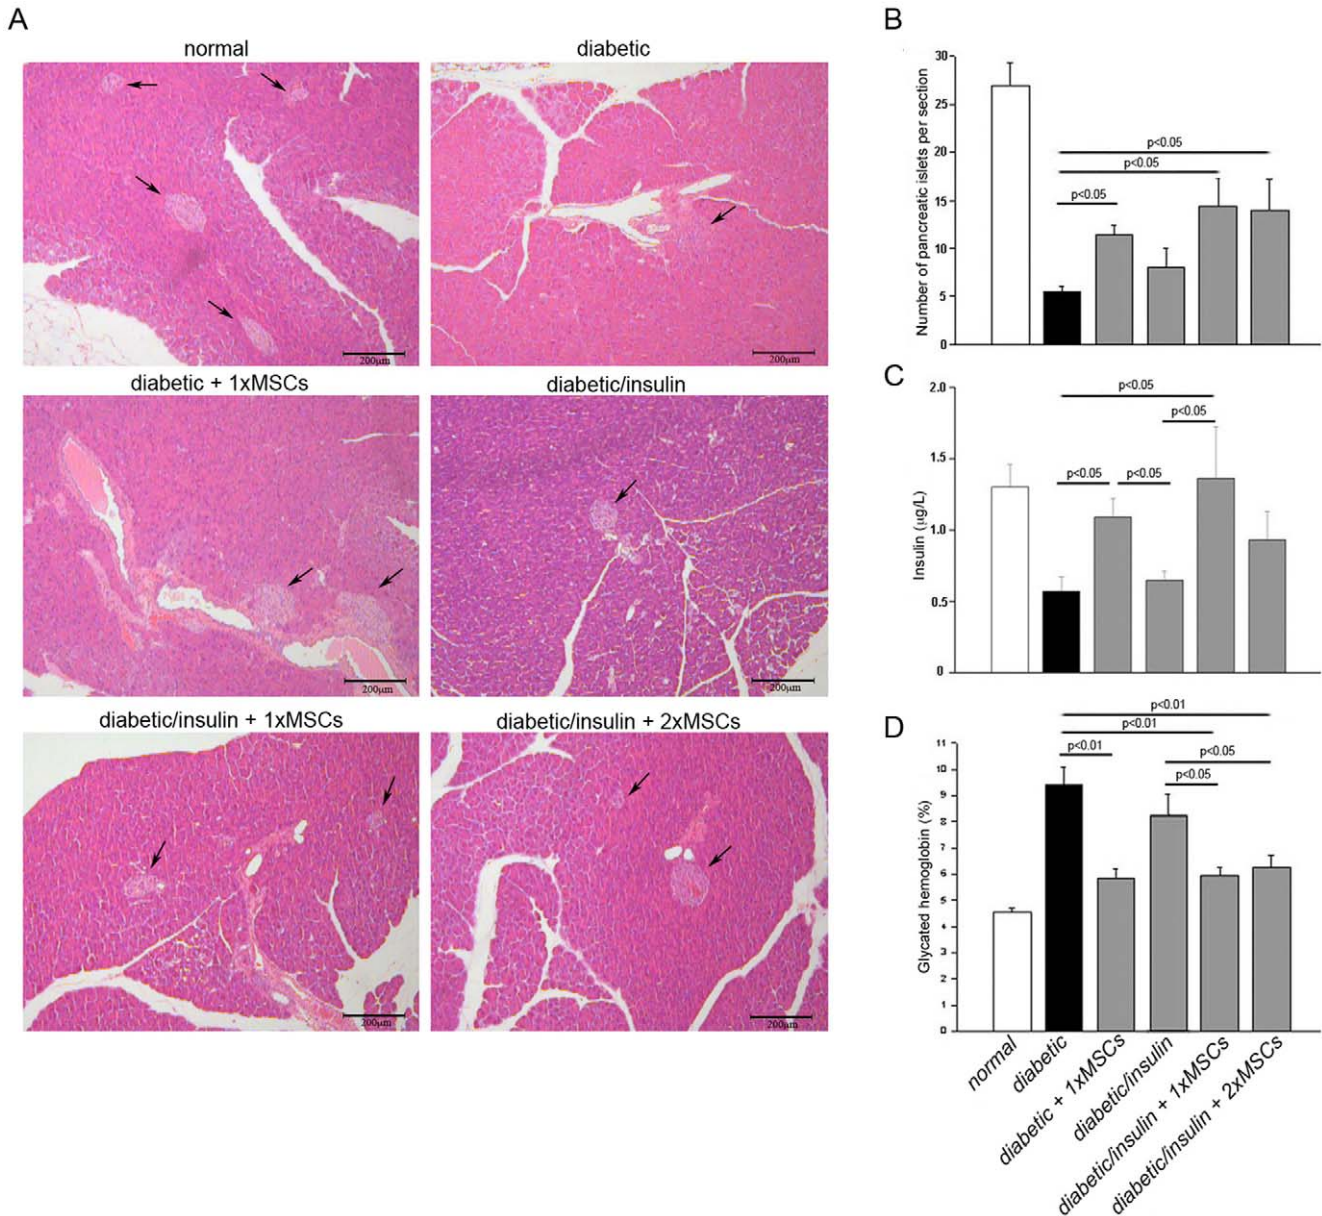 A
normal
diabetic
200µm
200µm
diabetic + 1xMSCs
diabetic/insulin
200µm
200µm
diabetic/insulin + 1xMSCs
diabetic/insulin + 2xMSCs
200µm
200µm
B
Number of pancreatic islets per section
30
25
20
15
10
5
0
p<0.05
p<0.05
p<0.05
C
Insulin (µg/L)
2.0
1.5
1.0
0.5
0
p<0.05
p<0.05
p<0.05
p<0.05
D
Glycated hemoglobin (%)
11
10
9
8
7
6
5
4
3
2
1
0
p<0.01
p<0.01
p<0.01
p<0.05
p<0.05
normal
diabetic
diabetic + 1xMSCs
diabetic/insulin
diabetic/insulin + 1xMSCs
diabetic/insulin + 2xMSCs